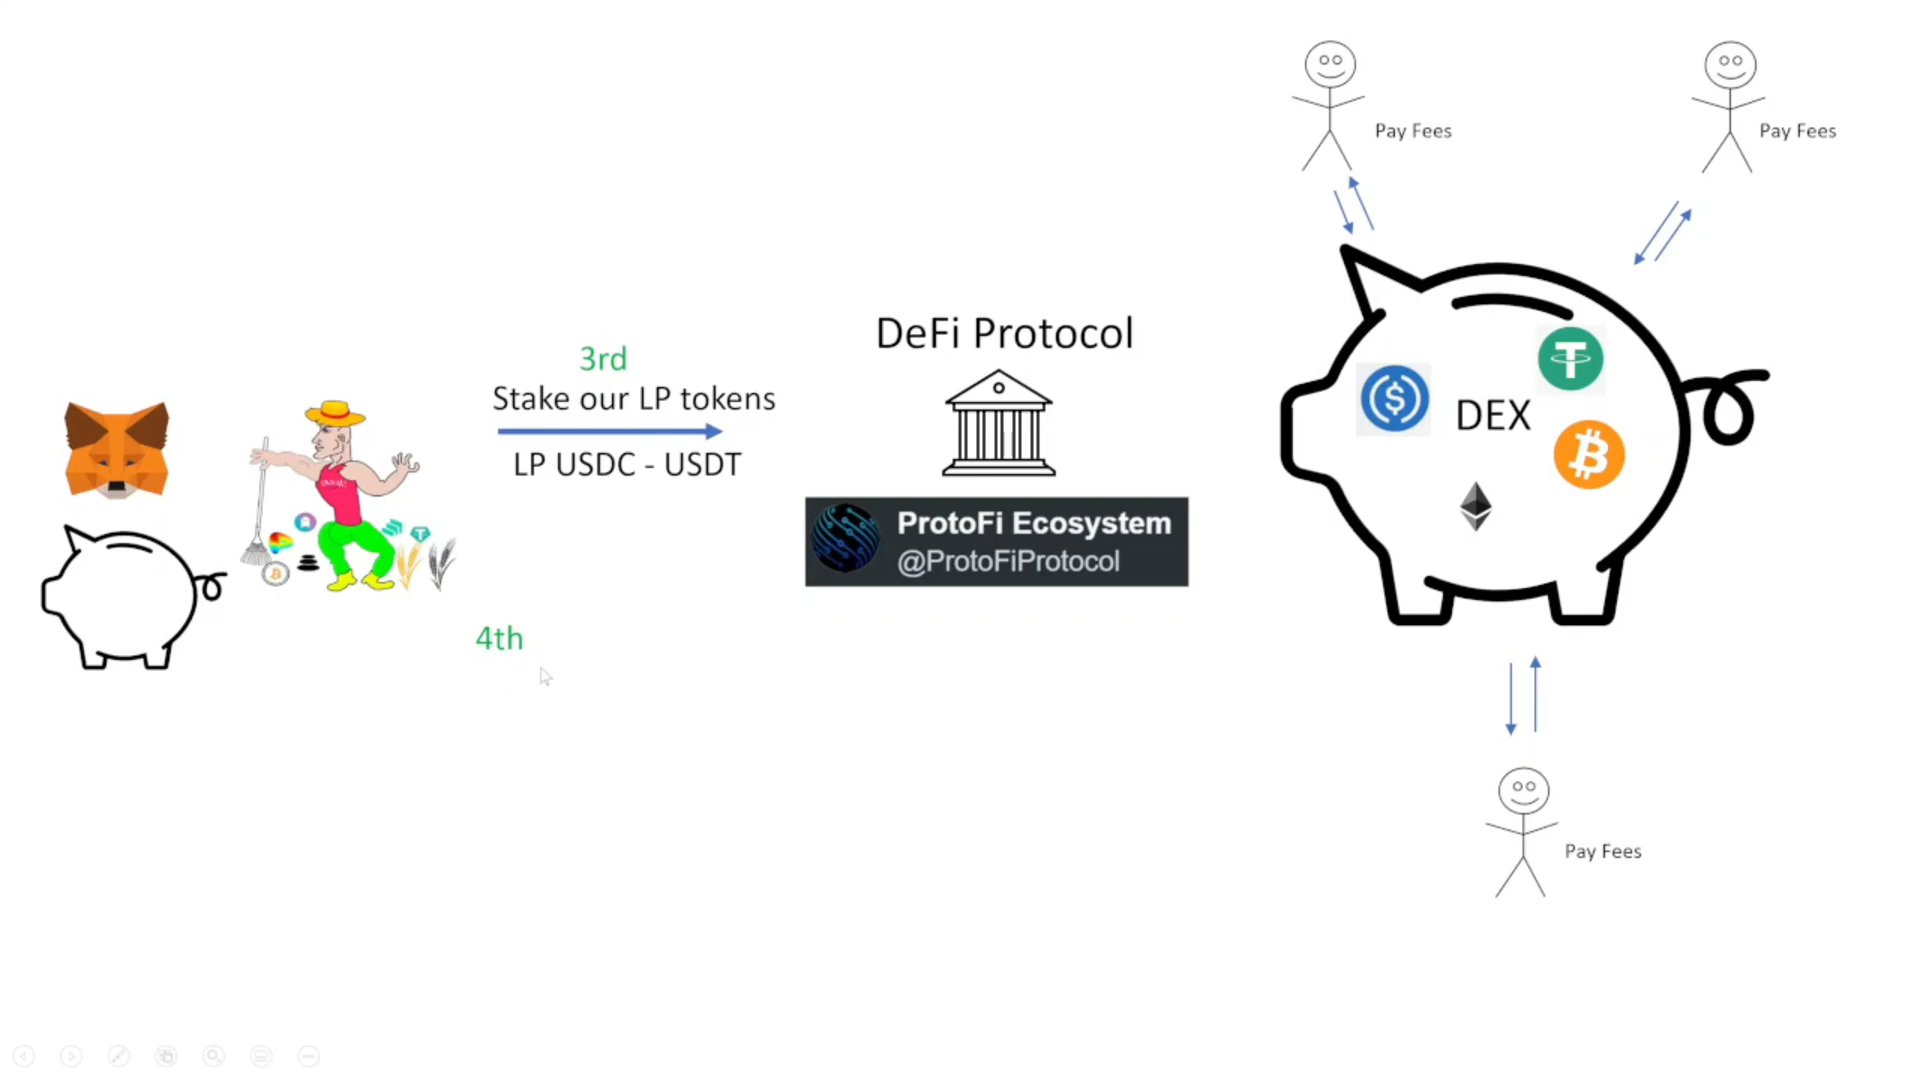 Pay Fees
Pay Fees
3rd
Stake our LP tokens
LP USDC - USDT
DeFi Protocol
ProtoFi Ecosystem
@ProtoFiProtocol
DEX
4th
Pay Fees